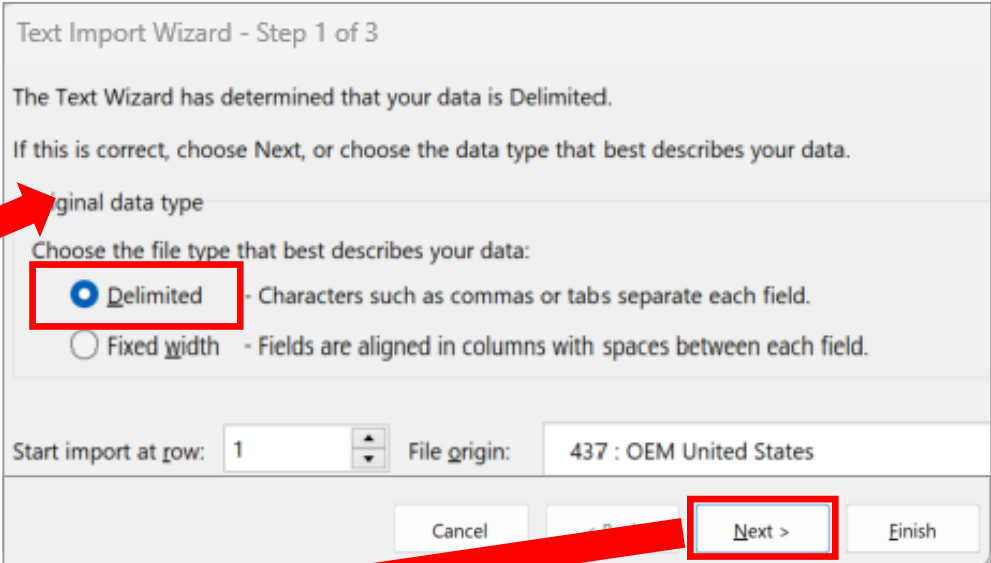 Text Import Wizard - Step 1 of 3
The Text Wizard has determined that your data is Delimited.
If this is correct, choose Next, or choose the data type that best describes your data.
data type
Choose the file type that best describes your data:
Delimited - Characters such as commas or tabs separate each field.
Fixed width - Fields are aligned in columns with spaces between each field.
Start import at row: 1 File origin: 437 : OEM United States
Cancel Next > Finish